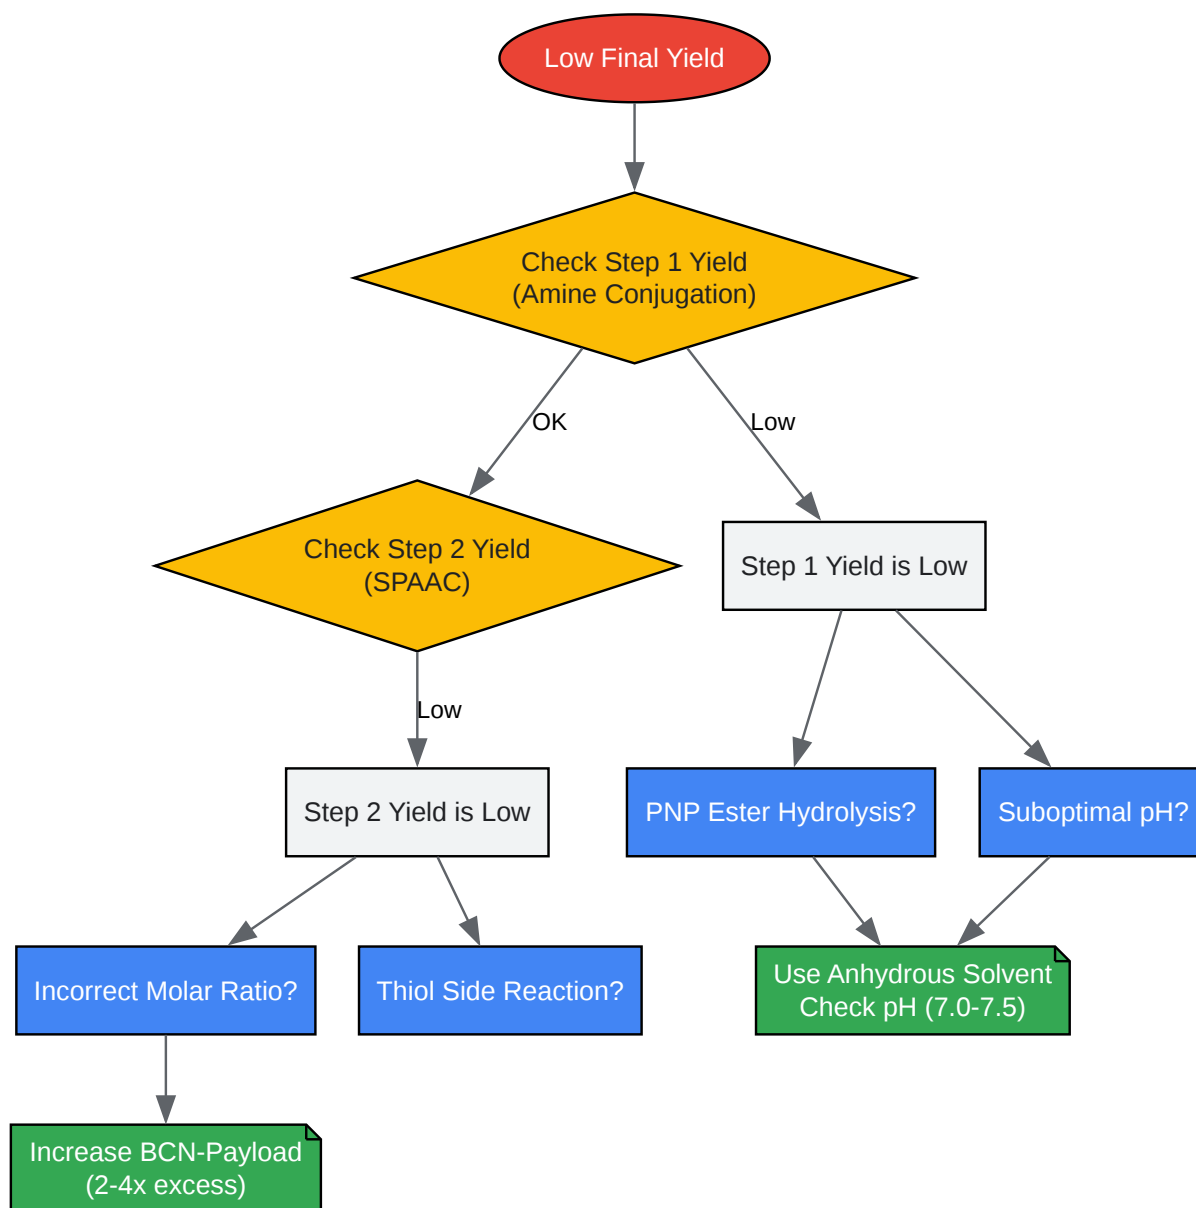 Low Final Yield
Check Step 1 Yield
(Amine Conjugation)
OK
Low
Check Step 2 Yield
(SPAAC)
Step 1 Yield is Low
Low
Step 2 Yield is Low
PNP Ester Hydrolysis?
Suboptimal pH?
Incorrect Molar Ratio?
Thiol Side Reaction?
Use Anhydrous Solvent
Check pH (7.0-7.5)
Increase BCN-Payload
(2-4x excess)